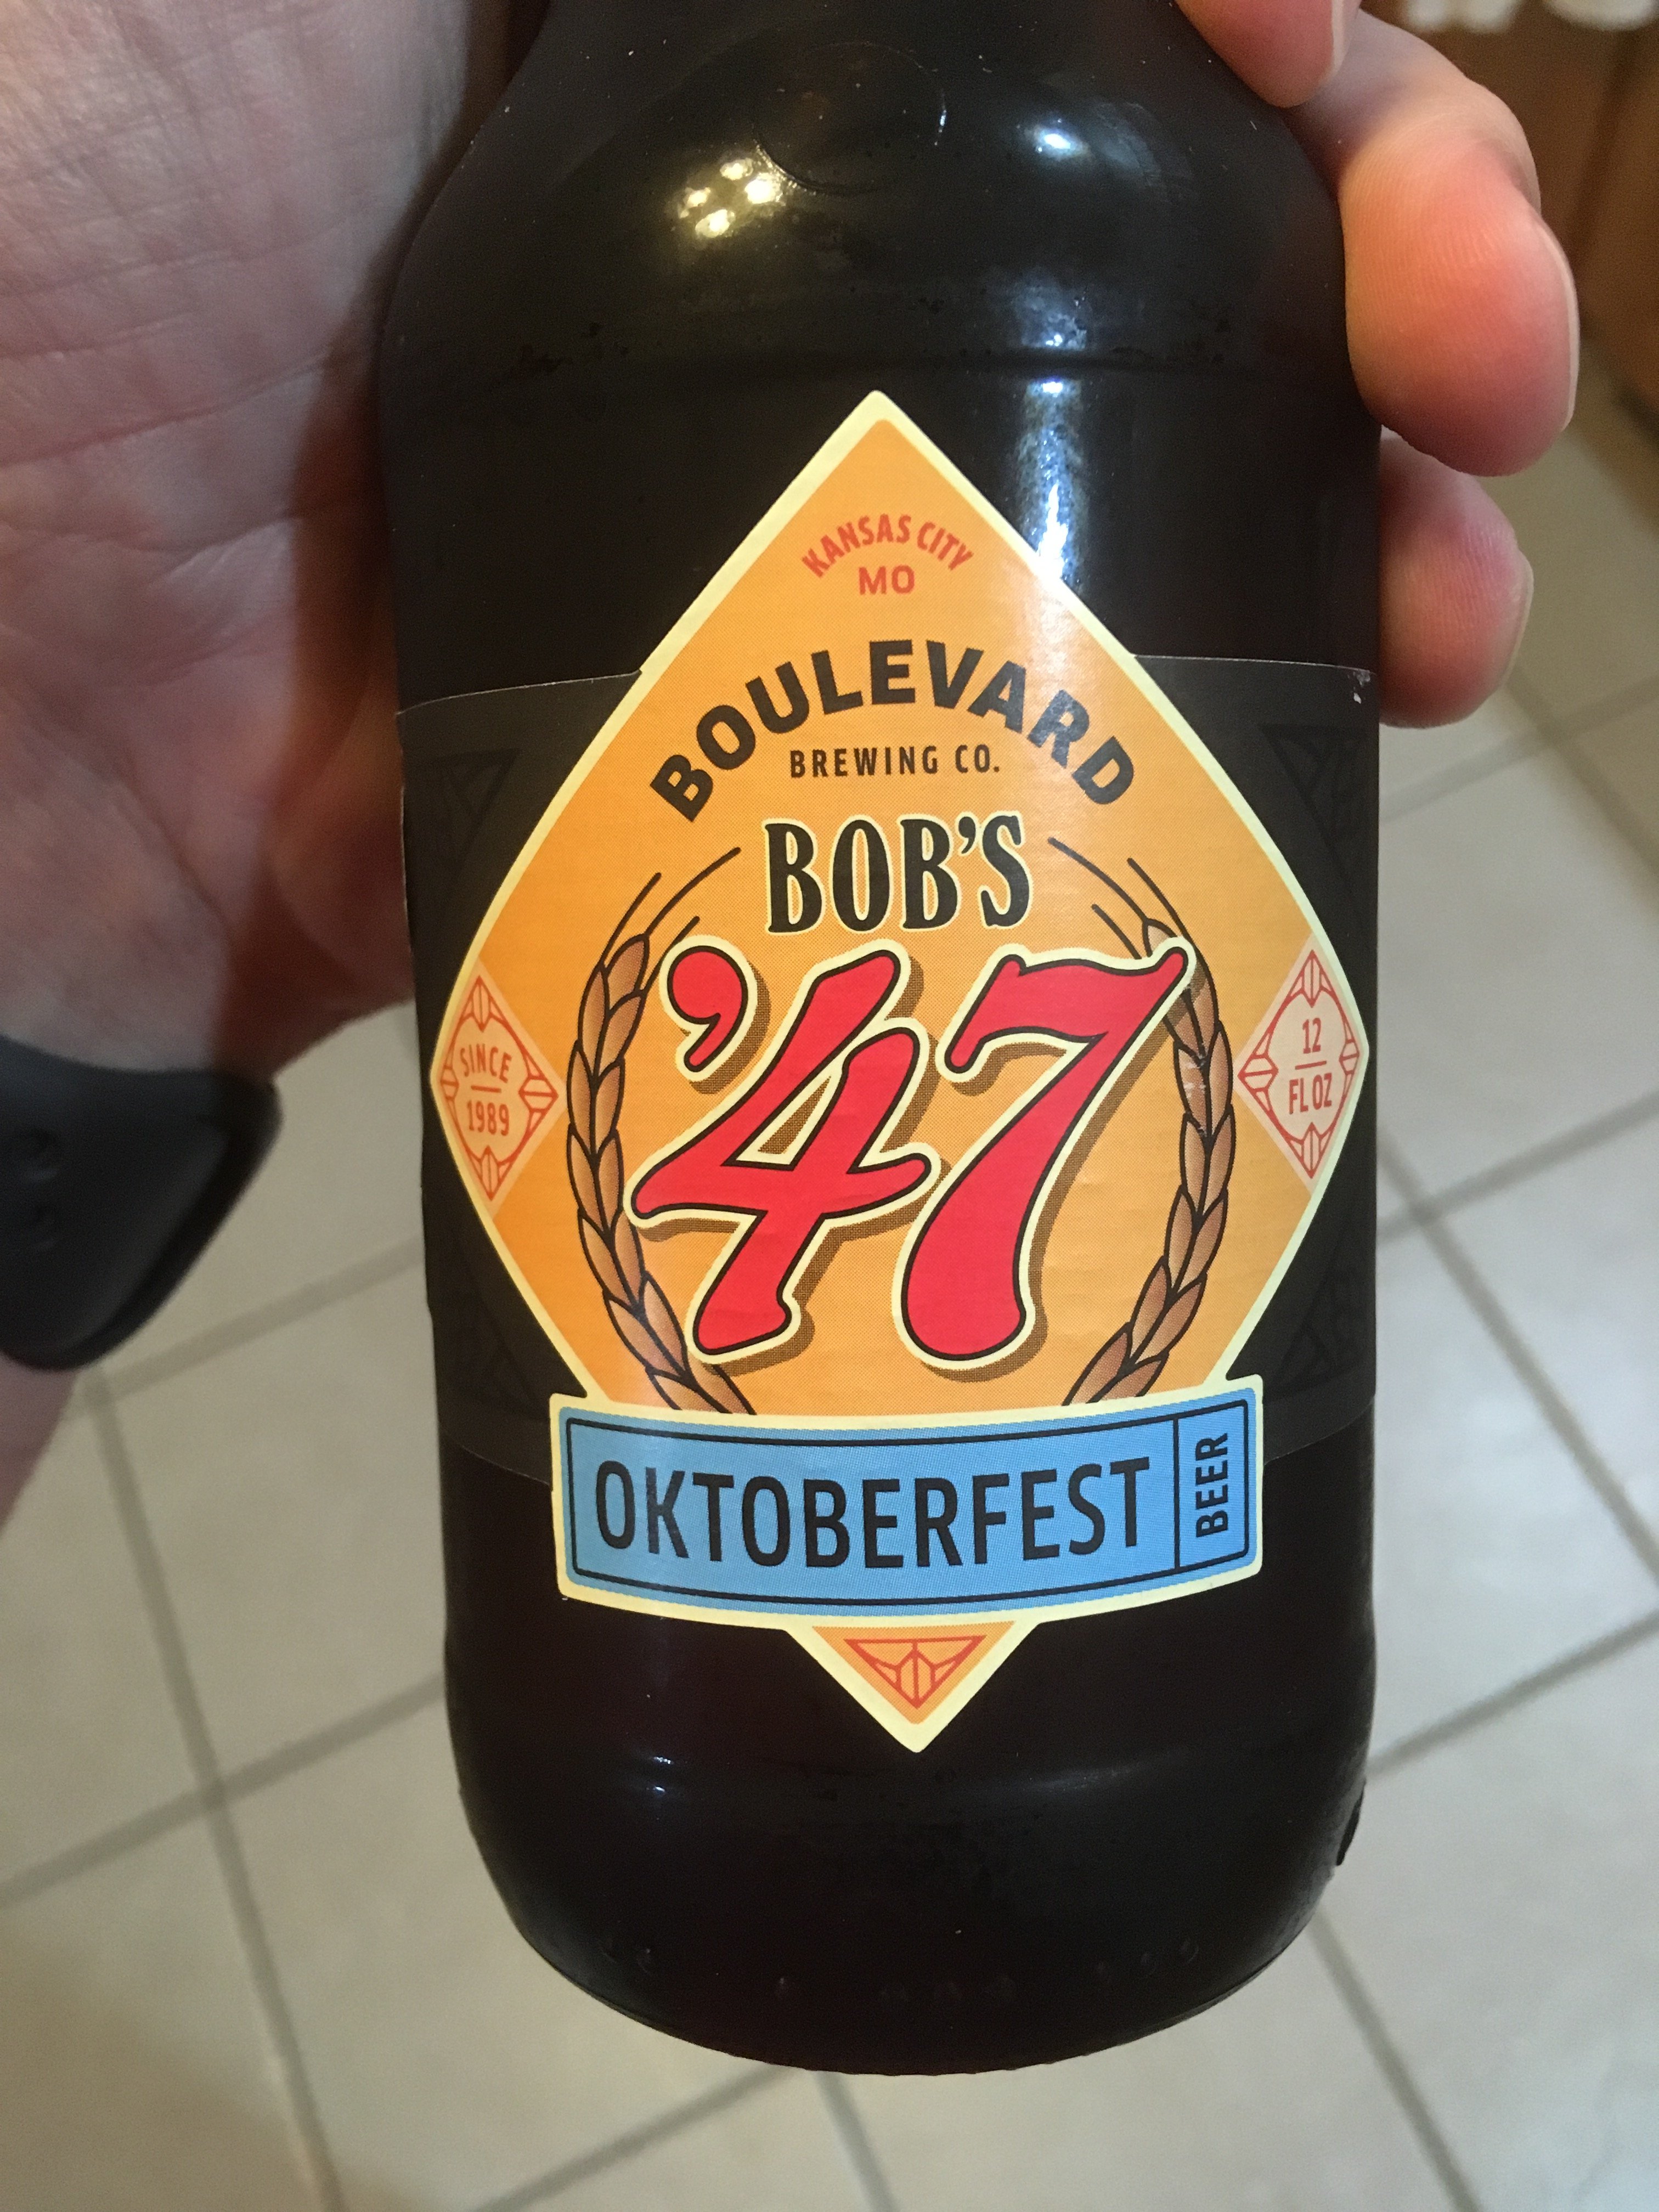 KANSAS CITY
MO
BOULEVARD
BREWING CO.
BOB'S
'47
SINCE
1989
12
FL OZ
OKTOBERFEST
BEER